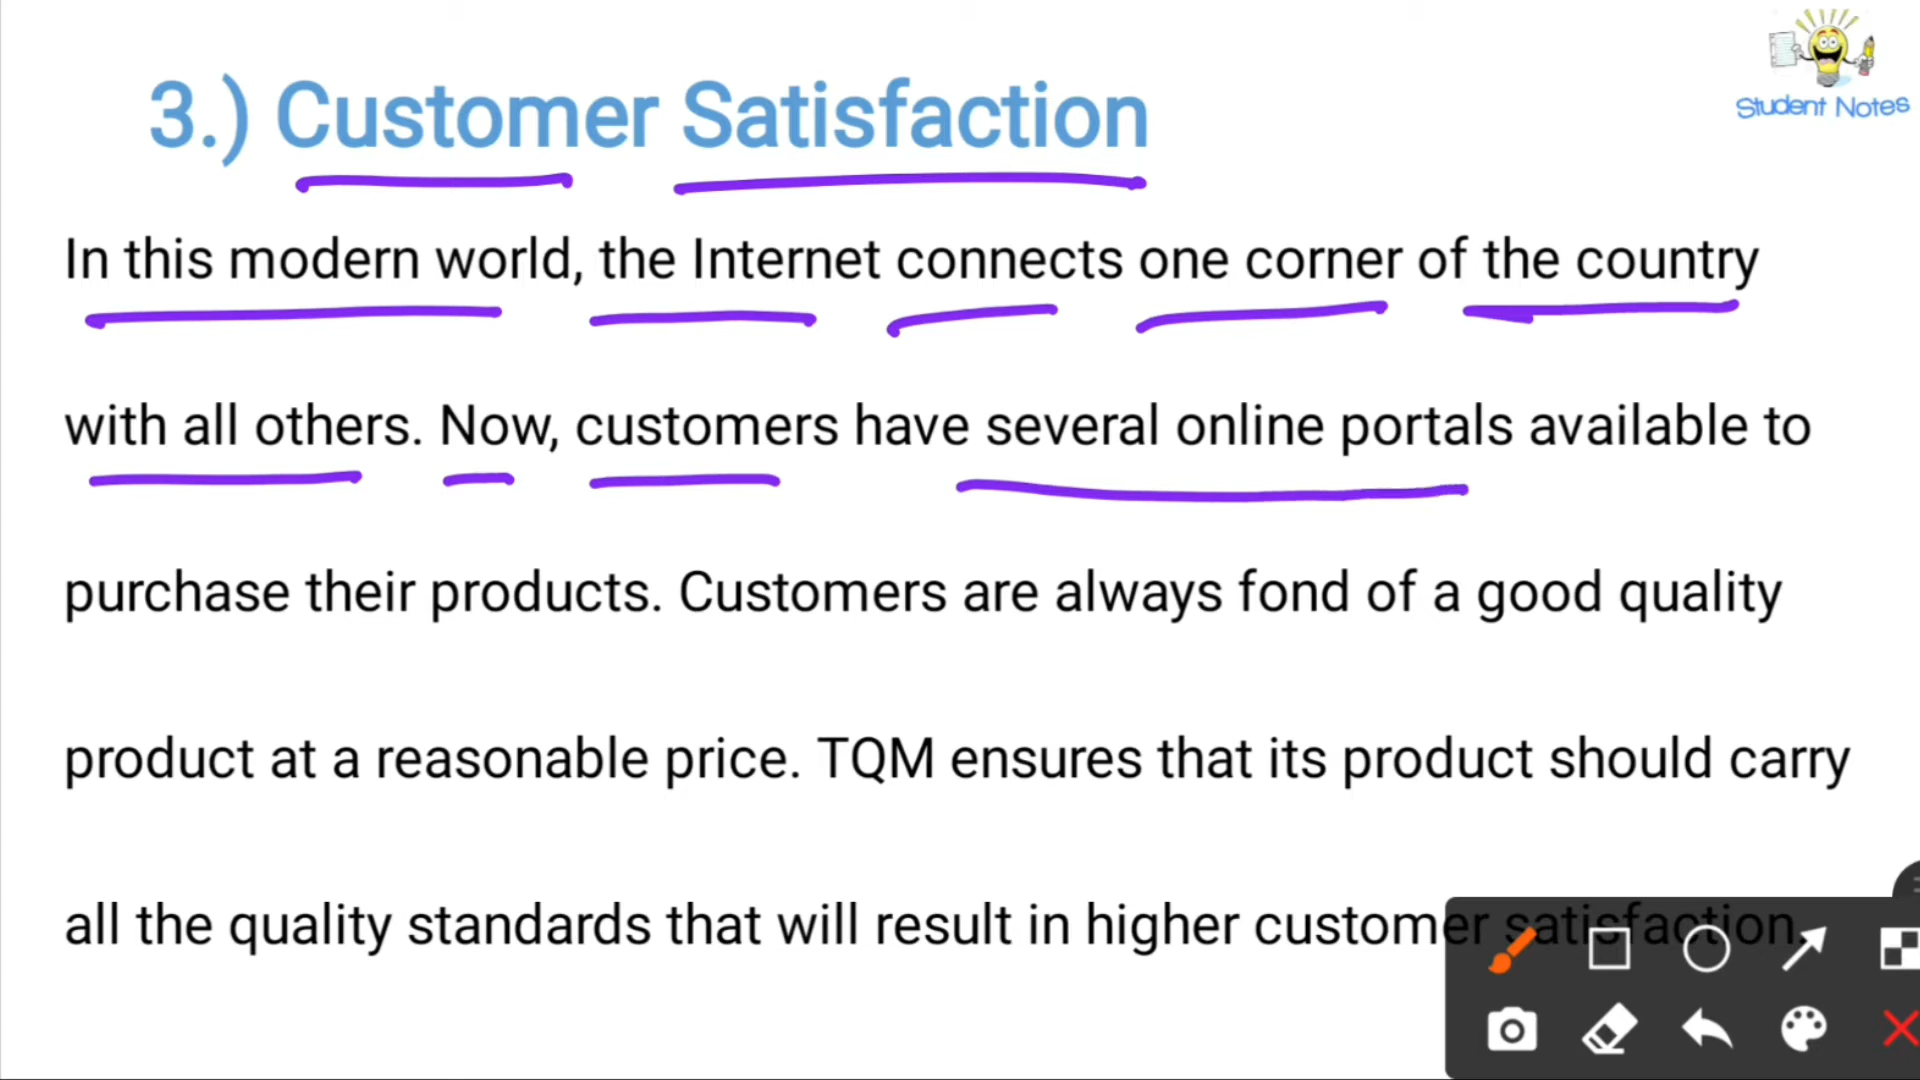 Student Notes
3.) Customer Satisfaction
In this modern world, the Internet connects one corner of the country
with all others. Now, customers have several online portals available to
purchase their products. Customers are always fond of a good quality
product at a reasonable price. TQM ensures that its product should carry
all the quality standards that will result in higher customer satisfaction.